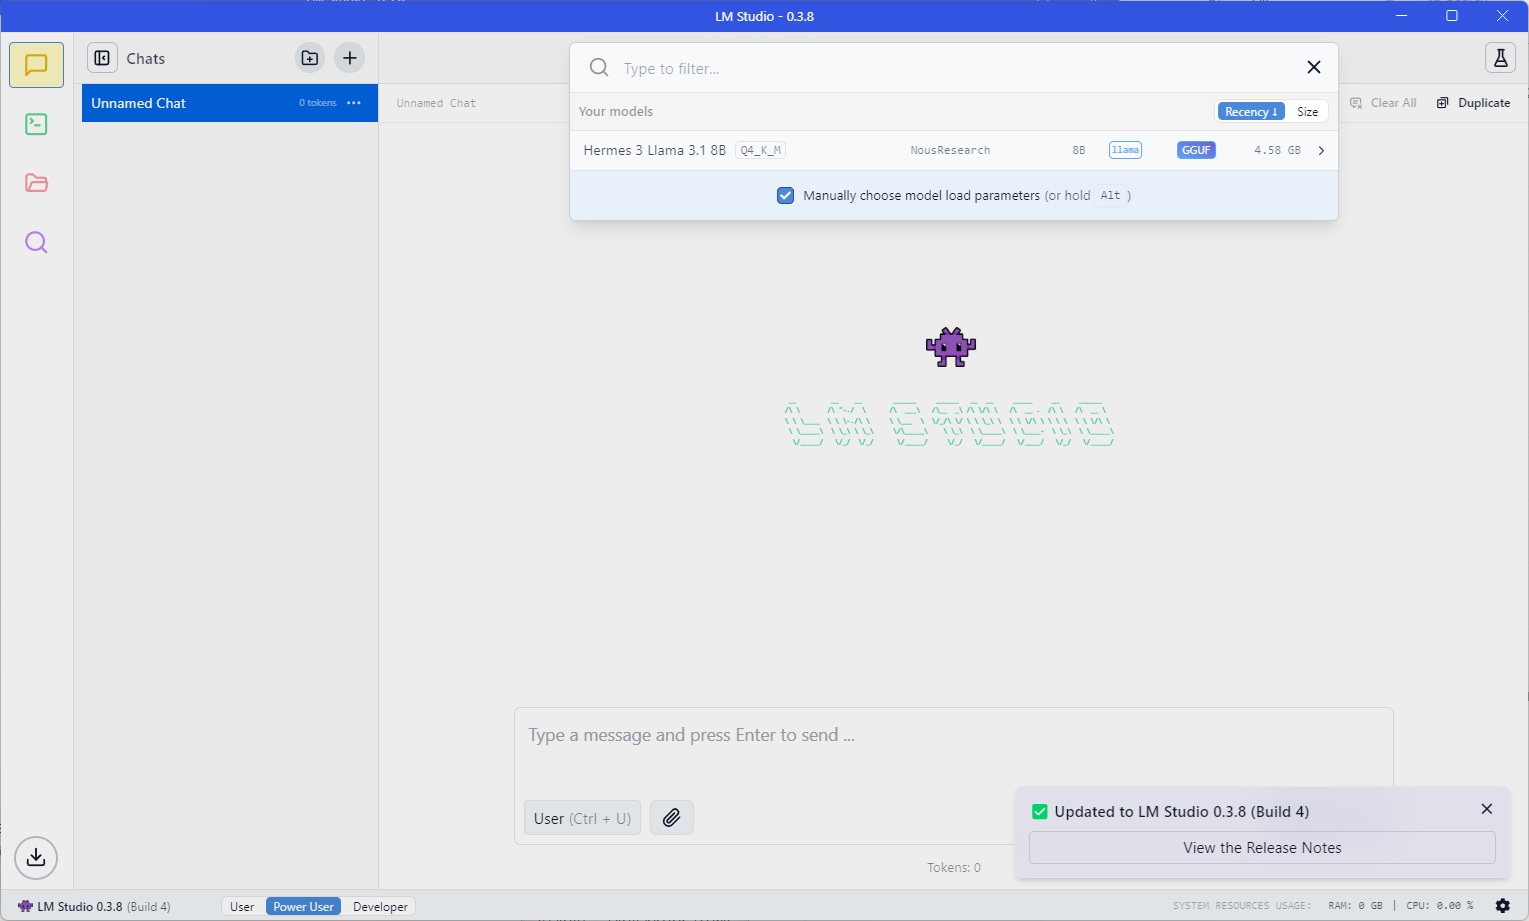 LM Studio - 0.3.8
Chats
Type to filter...
Your models
Recency ↓ Size
Unnamed Chat 0 tokens
Unnamed Chat
Clear All Duplicate
Hermes 3 Llama 3.1 8B Q4_K_M NousResearch 8B llama GGUF 4.58 GB
Manually choose model load parameters (or hold Alt )
LM STUDIO
Type a message and press Enter to send ...
User (Ctrl + U)
Updated to LM Studio 0.3.8 (Build 4)
View the Release Notes
Tokens: 0
LM Studio 0.3.8 (Build 4) User Power User Developer SYSTEM RESOURCES USAGE: RAM: 0 GB | CPU: 0.00 %